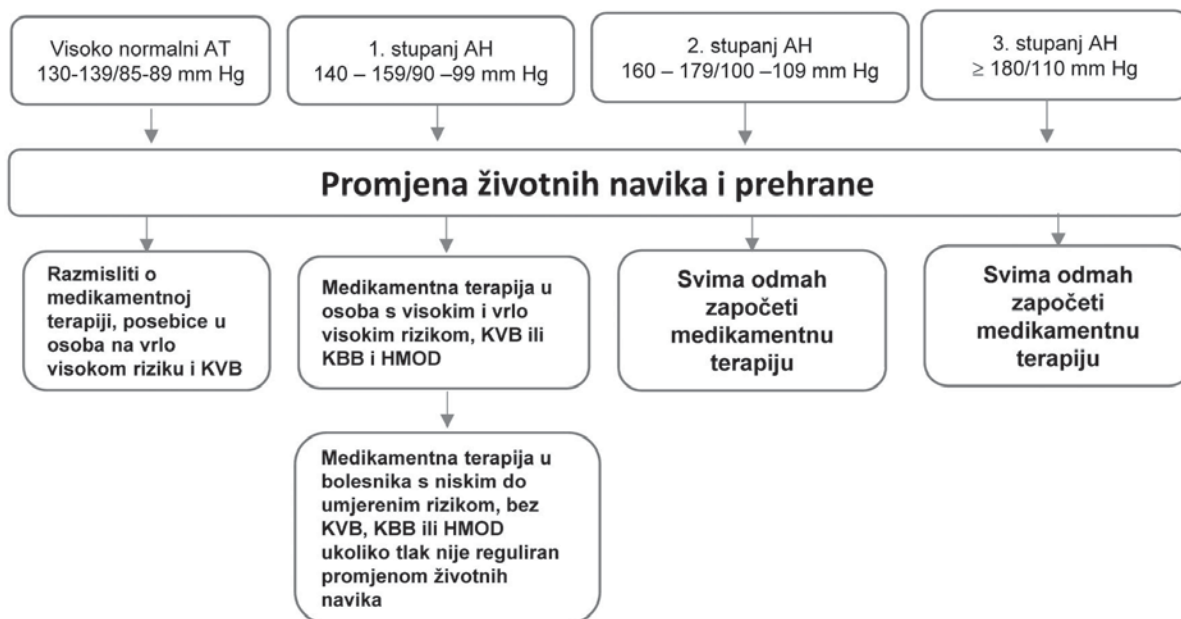 Visoko normalni AT
130-139/85-89 mm Hg
1. stupanj AH
140 – 159/90 –99 mm Hg
2. stupanj AH
160 – 179/100 –109 mm Hg
3. stupanj AH
≥ 180/110 mm Hg
Promjena životnih navika i prehrane
Razmisliti o
medikamentnoj
terapiji, posebice u
osoba na vrlo
visokom riziku i KVB
Medikamentna terapija u
osoba s visokim i vrlo
visokim rizikom, KVB ili
KBB i HMOD
Svima odmah
započeti
medikamentnu
terapiju
Svima odmah
započeti
medikamentnu
terapiju
Medikamentna terapija u
bolesnika s niskim do
umjerenim rizikom, bez
KVB, KBB ili HMOD
ukoliko tlak nije reguliran
promjenom životnih
navika